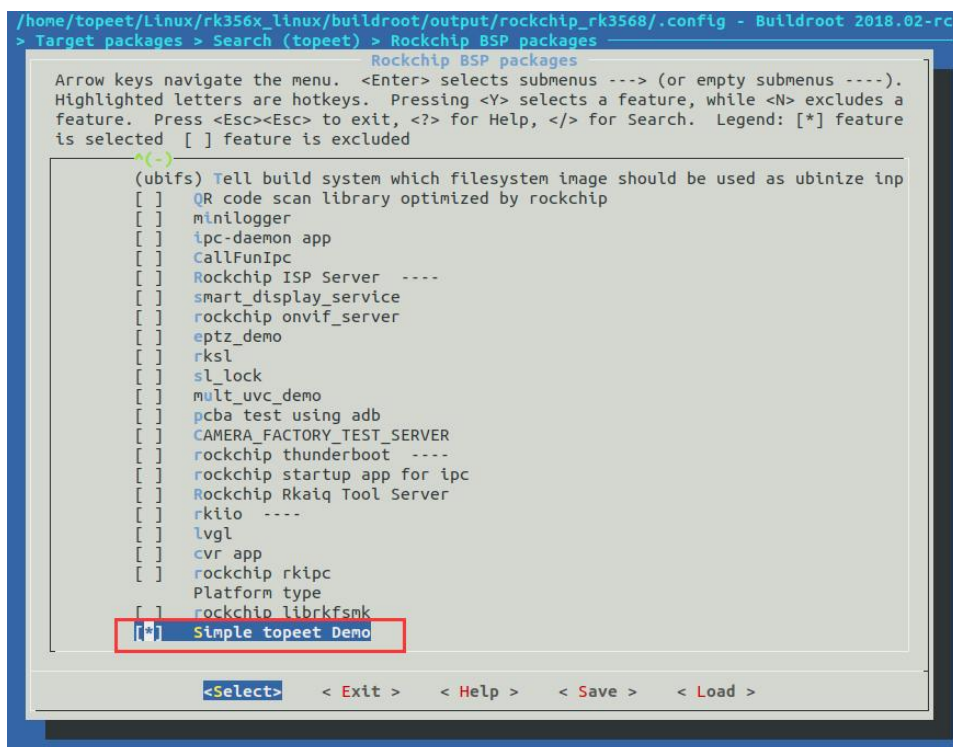 /home/topeet/Linux/rk356x_linux/buildroot/output/rockchip_rk3568/.config - Buildroot 2018.02-rc
> Target packages > Search (topeet) > Rockchip BSP packages
Rockchip BSP packages
Arrow keys navigate the menu.  <Enter> selects submenus ---> (or empty submenus ----).
Highlighted letters are hotkeys.  Pressing <Y> selects a feature, while <N> excludes a
feature.  Press <Esc><Esc> to exit, <?> for Help, </> for Search.  Legend: [*] feature
is selected  [ ] feature is excluded
^(-)
(ubifs) Tell build system which filesystem image should be used as ubinize inp
[ ]   QR code scan library optimized by rockchip
[ ]   minilogger
[ ]   ipc-daemon app
[ ]   CallFunIpc
[ ]   Rockchip ISP Server  ----
[ ]   smart_display_service
[ ]   rockchip onvif_server
[ ]   eptz_demo
[ ]   rksl
[ ]   sl_lock
[ ]   mult_uvc_demo
[ ]   pcba test using adb
[ ]   CAMERA_FACTORY_TEST_SERVER
[ ]   rockchip thunderboot  ----
[ ]   rockchip startup app for ipc
[ ]   Rockchip Rkaiq Tool Server
[ ]   rkiio  ----
[ ]   lvgl
[ ]   cvr app
[ ]   rockchip rkipc
Platform type
[ ]   rockchip librkfsmk
[*]   Simple topeet Demo
<Select>    < Exit >    < Help >    < Save >    < Load >